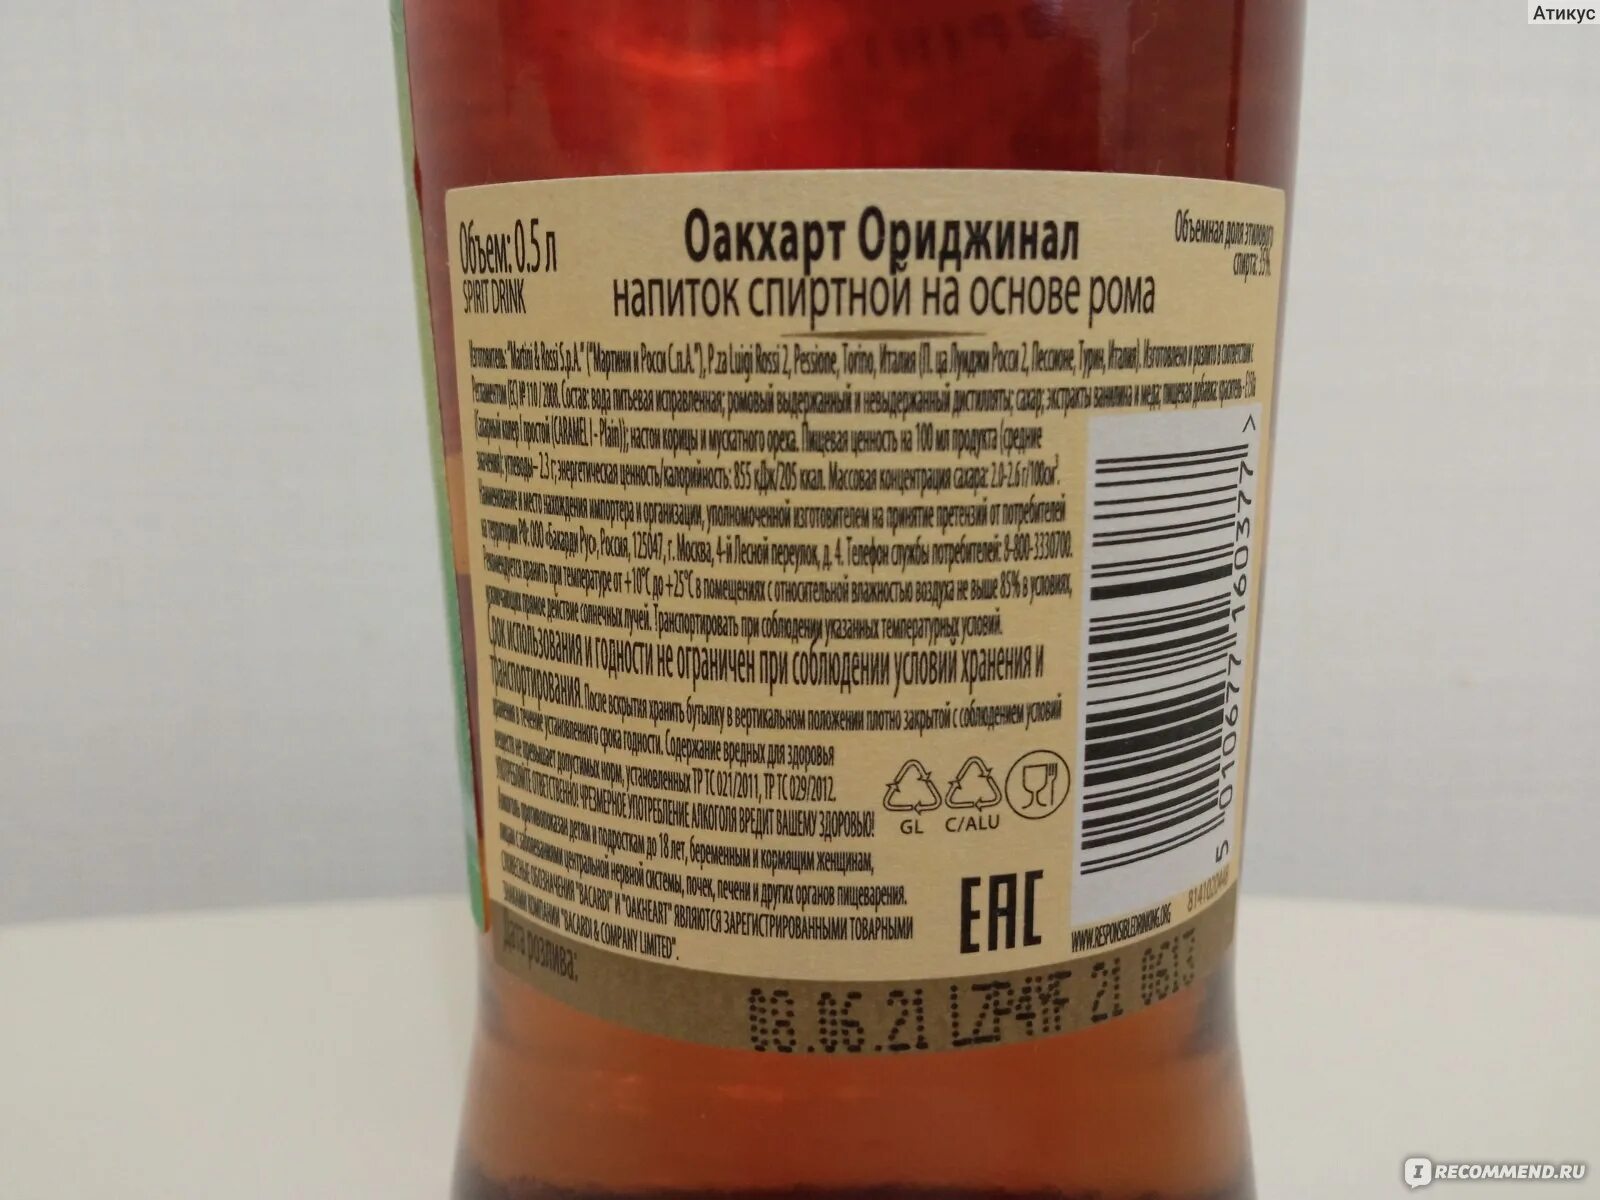 Атикус
Объем: 0.5 л
SPIRIT DRINK
Оакхарт Ориджинал
напиток спиртной на основе рома
Объемная доля этилового
спирта: 35%.
Изготовитель: "Martini & Rossi S.p.A." ("Мартини и Росси С.п.А."), P.za Luigi Rossi 2, Pessione, Torino, Италия (П. ца Луиджи Росси 2, Пессионе, Турин, Италия). Изготовлено и разлито в соответствии с
Регламентом (ЕС) № 110 / 2008. Состав: вода питьевая исправленная; ромовый выдержанный и невыдержанный дистилляты; сахар; экстракты ванилина и меда; пищевая добавка: краситель - E150a
(Сахарный колер I простой (CARAMEL I - Plain)); настои корицы и мускатного ореха. Пищевая ценность на 100 мл продукта (средние
значения): углеводы– 2.3 г; энергетическая ценность/калорийность: 855 кДж/205 ккал. Массовая концентрация сахара: 2.0-2.6 г/100см³.
Наименование и место нахождения импортера и организации, уполномоченной изготовителем на принятие претензий от потребителей
на территории РФ: ООО «Бакарди Рус», Россия, 125047, г. Москва, 4-й Лесной переулок, д. 4. Телефон службы потребителей: 8-800-3330700.
Рекомендуется хранить при температуре от +10°C до +25°C в помещениях с относительной влажностью воздуха не выше 85% в условиях,
исключающих прямое действие солнечных лучей. Транспортировать при соблюдении указанных температурных условий.
Срок использования и годности не ограничен при соблюдении условий хранения и
транспортирования. После вскрытия хранить бутылку в вертикальном положении плотно закрытой с соблюдением условий
хранения в течение установленного срока годности. Содержание вредных для здоровья
веществ не превышает допустимых норм, установленных ТР ТС 021/2011, ТР ТС 029/2012.
УПОТРЕБЛЯЙТЕ ОТВЕТСТВЕННО! ЧРЕЗМЕРНОЕ УПОТРЕБЛЕНИЕ АЛКОГОЛЯ ВРЕДИТ ВАШЕМУ ЗДОРОВЬЮ!
Алкоголь противопоказан детям и подросткам до 18 лет, беременным и кормящим женщинам,
лицам с заболеваниями центральной нервной системы, почек, печени и других органов пищеварения.
СЛОВЕСНЫЕ ОБОЗНАЧЕНИЯ "BACARDI" И "OAKHEART" ЯВЛЯЮТСЯ ЗАРЕГИСТРИРОВАННЫМИ ТОВАРНЫМИ
ЗНАКАМИ КОМПАНИИ "BACARDI & COMPANY LIMITED".
GL C/ALU
EAC
5 010677 160377 >
8141020448
WWW.RESPONSIBLEDRINKING.ORG
Дата розлива:
03.06.21 21
IRECOMMEND.RU